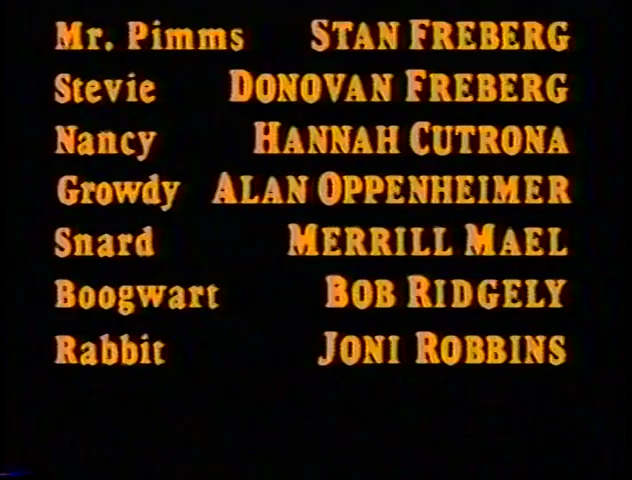 Mr. Pimms STAN FREBERG
Stevie DONOVAN FREBERG
Nancy HANNAH CUTRONA
Growdy ALAN OPPENHEIMER
Snard MERRILL MAEL
Boogwart BOB RIDGELY
Rabbit JONI ROBBINS